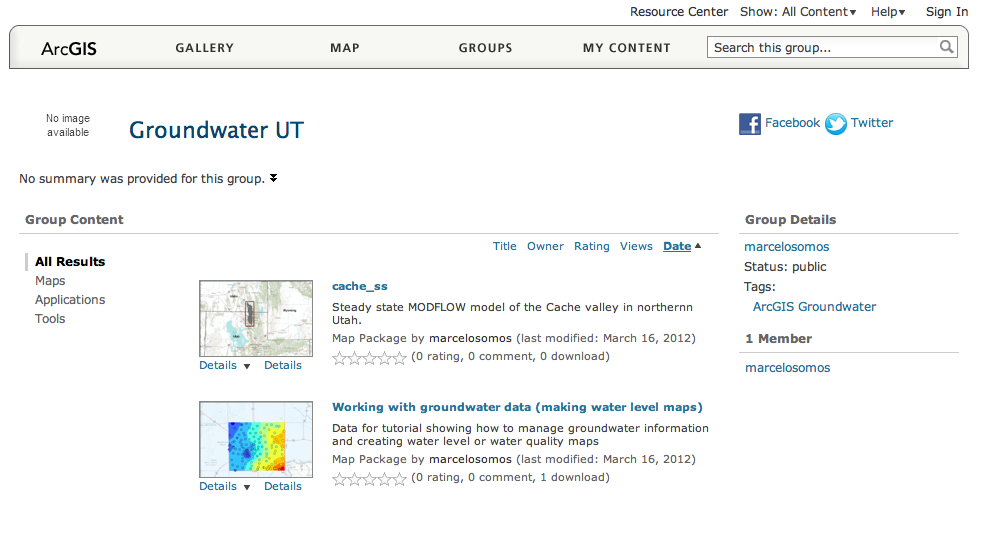 Resource Center Show: All Content Help Sign In
ArcGIS GALLERY MAP GROUPS MY CONTENT Search this group...
No image
available
Groundwater UT
Facebook Twitter
No summary was provided for this group.
Group Content
Title Owner Rating Views Date
All Results
Maps
Applications
Tools
cache_ss
Steady state MODFLOW model of the Cache valley in northernn
Utah.
Map Package by marcelosomos (last modified: March 16, 2012)
(0 rating, 0 comment, 0 download)
Details Details
Working with groundwater data (making water level maps)
Data for tutorial showing how to manage groundwater information
and creating water level or water quality maps
Map Package by marcelosomos (last modified: March 16, 2012)
(0 rating, 0 comment, 1 download)
Details Details
Group Details
marcelosomos
Status: public
Tags:
ArcGIS Groundwater
1 Member
marcelosomos